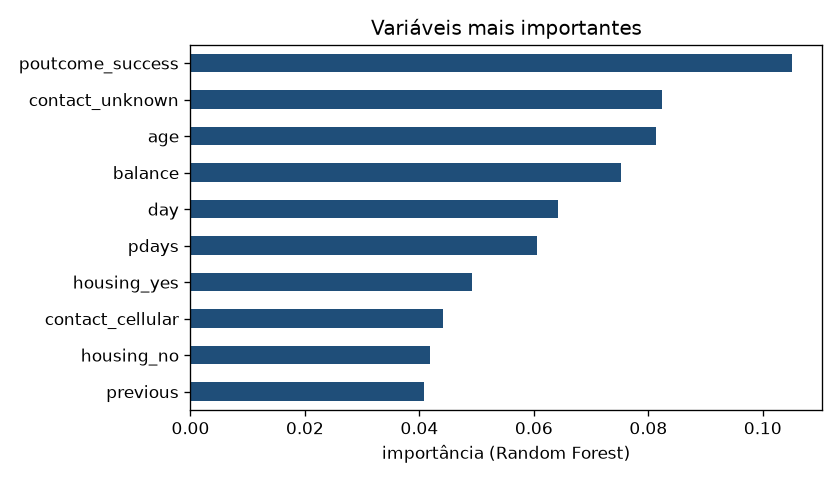 Variáveis mais importantes
poutcome_success
contact_unknown
age
balance
day
pdays
housing_yes
contact_cellular
housing_no
previous
0.00 0.02 0.04 0.06 0.08 0.10
importância (Random Forest)